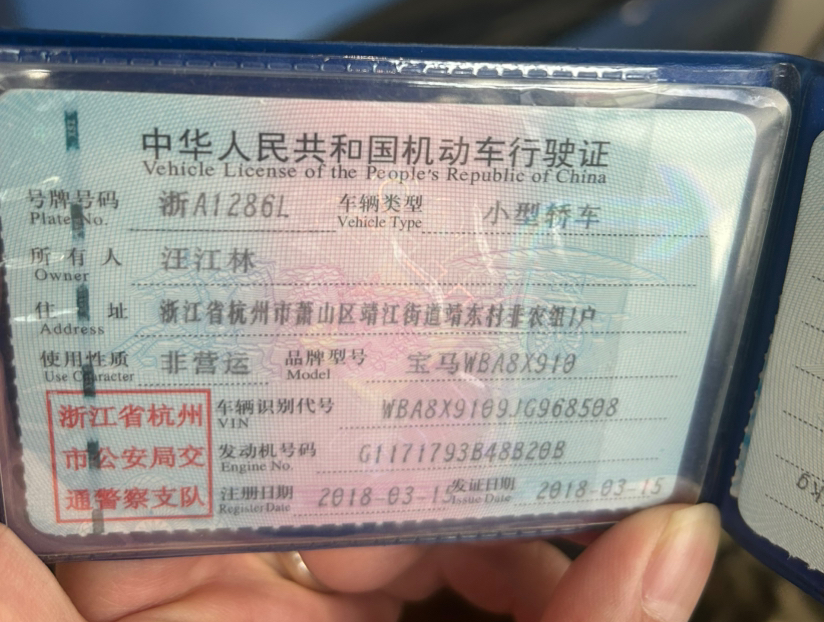 中华人民共和国机动车行驶证
Vehicle License of the People's Republic of China
号牌号码 浙A1286L 车辆类型 小型轿车
Plate No. Vehicle Type
所有人 汪江林
Owner
住址 浙江省杭州市萧山区靖江街道靖东村非农组1户
Address
使用性质 非营运 品牌型号 宝马WBA8X910
Use Character Model
浙江省杭州 车辆识别代号 WBA8X9109JG968508
VIN
市公安局交 发动机号码 G1171793B48B20B
Engine No.
通警察支队 注册日期 2018-03-15 发证日期 2018-03-15
Register Date Issue Date
kg